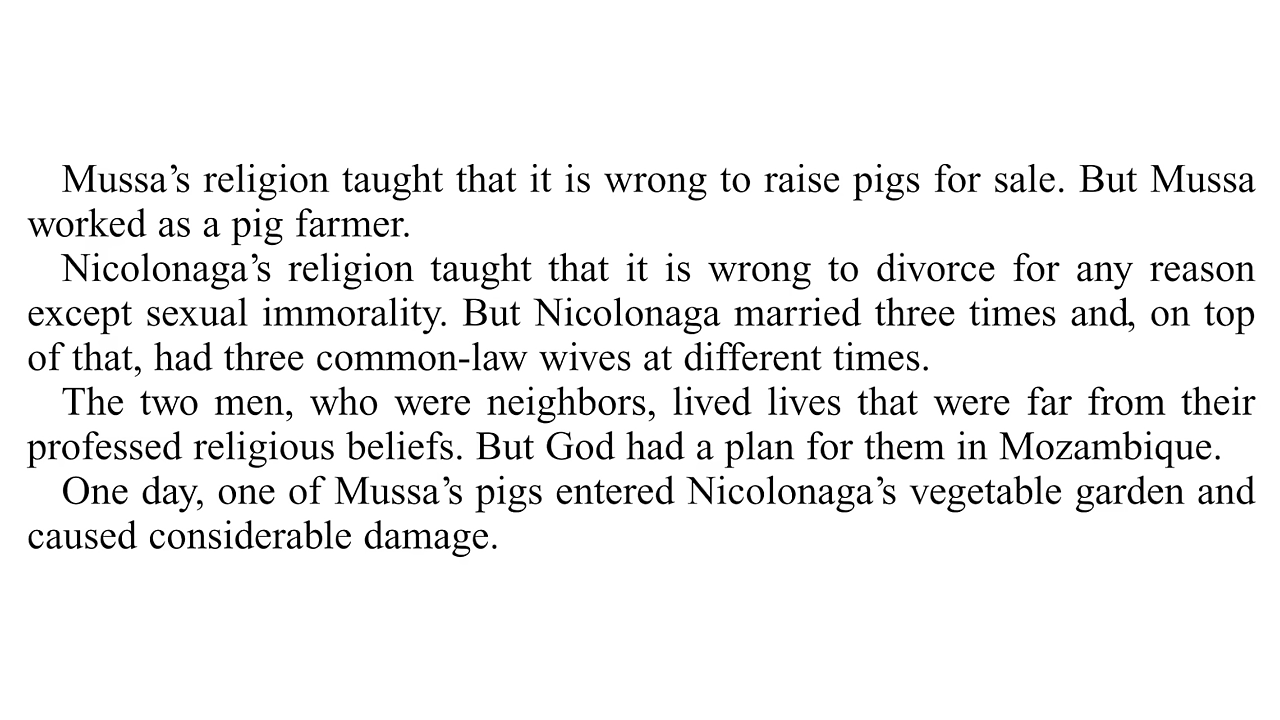 Mussa’s religion taught that it is wrong to raise pigs for sale. But Mussa
worked as a pig farmer.
Nicolonaga’s religion taught that it is wrong to divorce for any reason
except sexual immorality. But Nicolonaga married three times and, on top
of that, had three common-law wives at different times.
The two men, who were neighbors, lived lives that were far from their
professed religious beliefs. But God had a plan for them in Mozambique.
One day, one of Mussa’s pigs entered Nicolonaga’s vegetable garden and
caused considerable damage.